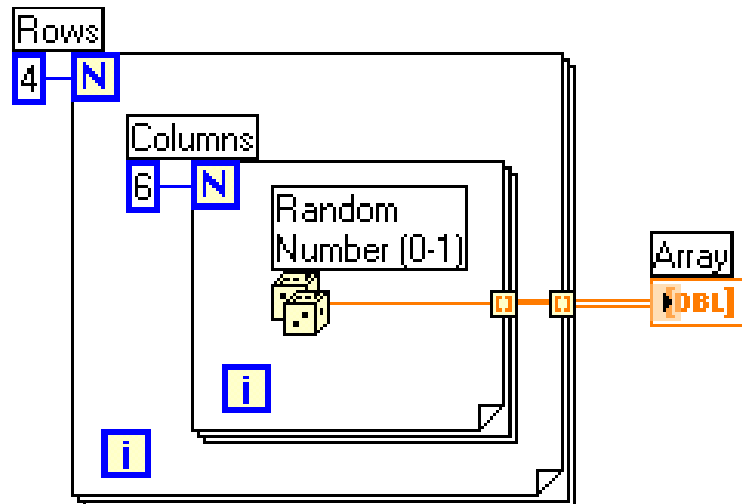 Rows
4 N
Columns
6 N
Random
Number (0-1)
Array
[DBL]
i
i